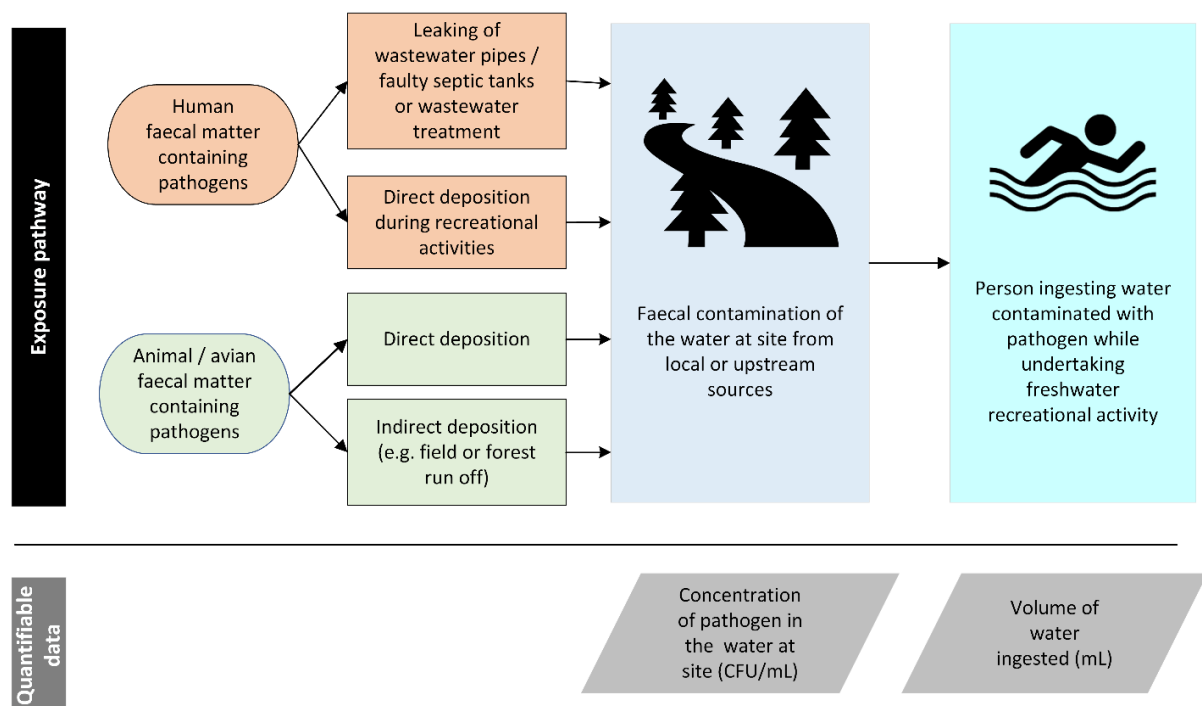 Exposure pathway
Human
faecal matter
containing
pathogens
Leaking of
wastewater pipes /
faulty septic tanks
or wastewater
treatment
Direct deposition
during recreational
activities
Animal / avian
faecal matter
containing
pathogens
Direct deposition
Indirect deposition
(e.g. field or forest
run off)
Faecal contamination of
the water at site from
local or upstream
sources
Person ingesting water
contaminated with
pathogen while
undertaking
freshwater
recreational activity
Quantifiable
data
Concentration
of pathogen in
the water at
site (CFU/mL)
Volume of
water
ingested (mL)